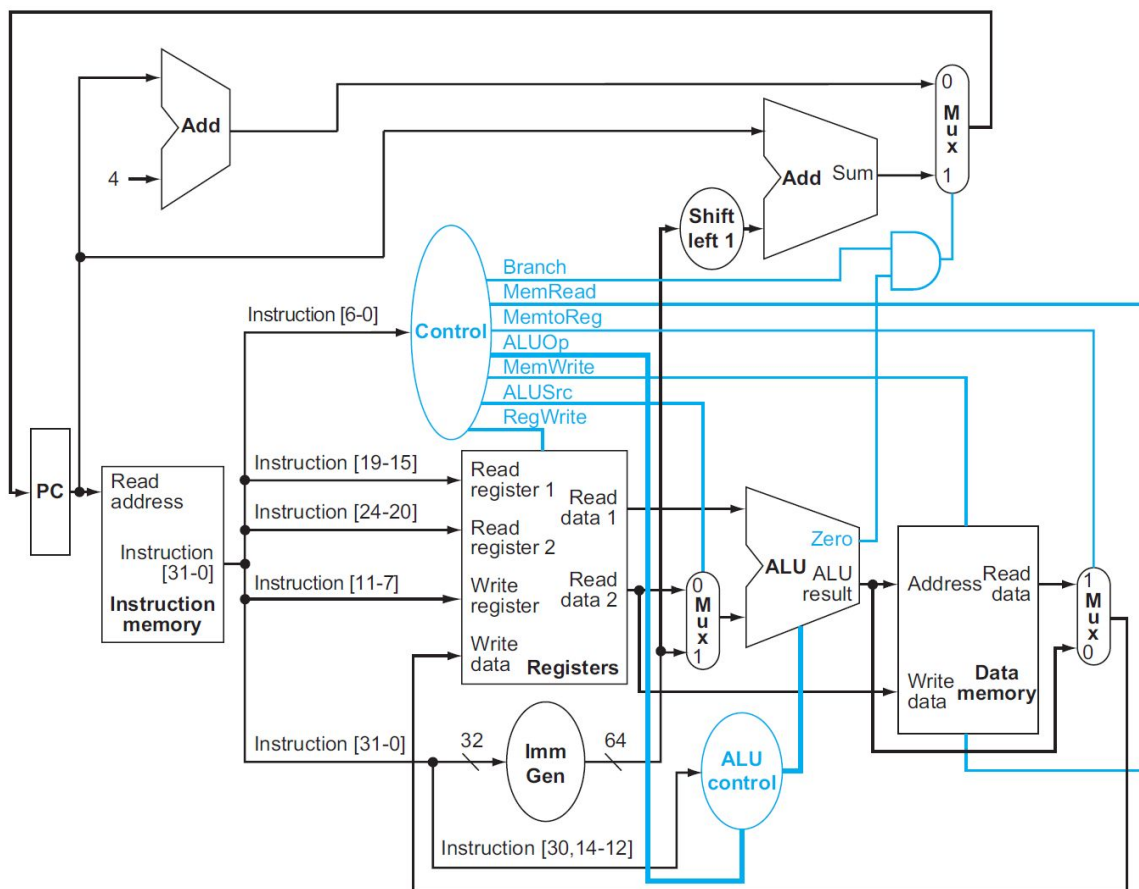 0
Mux
1
Add
4
Add
Sum
Shift
left 1
Branch
MemRead
MemtoReg
ALUOp
MemWrite
ALUSrc
RegWrite
Control
Instruction [6-0]
PC
Read
address
Instruction
[31-0]
Instruction
memory
Instruction [19-15]
Instruction [24-20]
Instruction [11-7]
Read
register 1
Read
register 2
Write
register
Write
data
Read
data 1
Read
data 2
Registers
0
Mux
1
Zero
ALU
ALU
result
Address
Read
data
Write
data
Data
memory
1
Mux
0
Instruction [31-0]
32
Imm
Gen
64
ALU
control
Instruction [30,14-12]